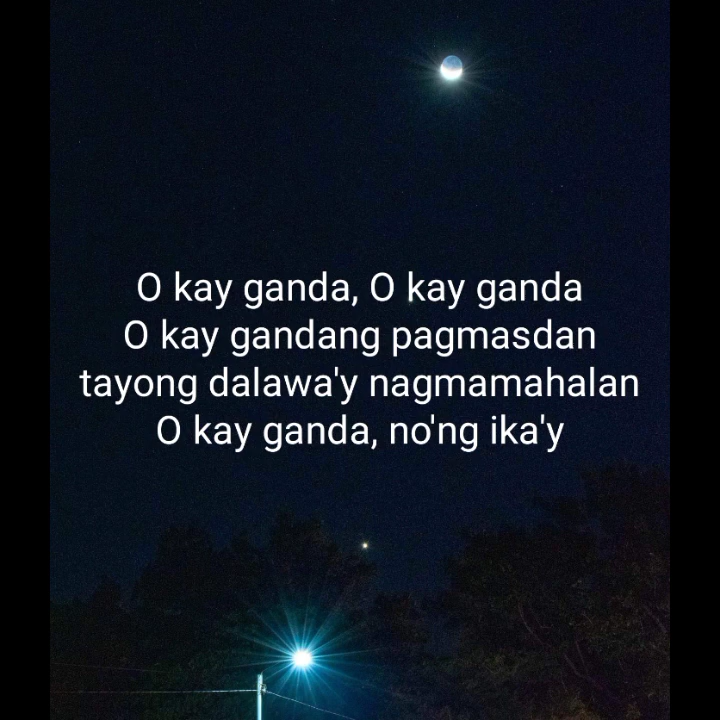 O kay ganda, O kay ganda
O kay gandang pagmasdan
tayong dalawa'y nagmamahalan
O kay ganda, no'ng ika'y